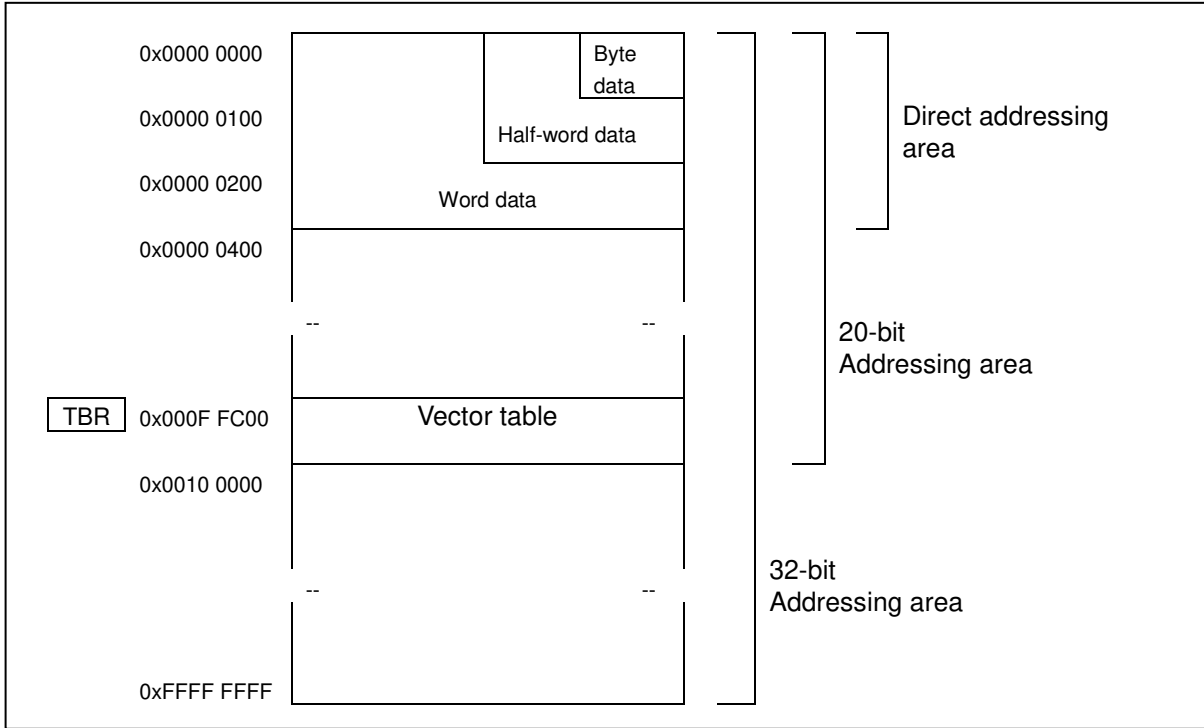 0x0000 0000
Byte
data
0x0000 0100
Half-word data
0x0000 0200
Word data
0x0000 0400
Direct addressing
area
--
--
20-bit
Addressing area
TBR
0x000F FC00
Vector table
0x0010 0000
32-bit
Addressing area
--
--
0xFFFF FFFF